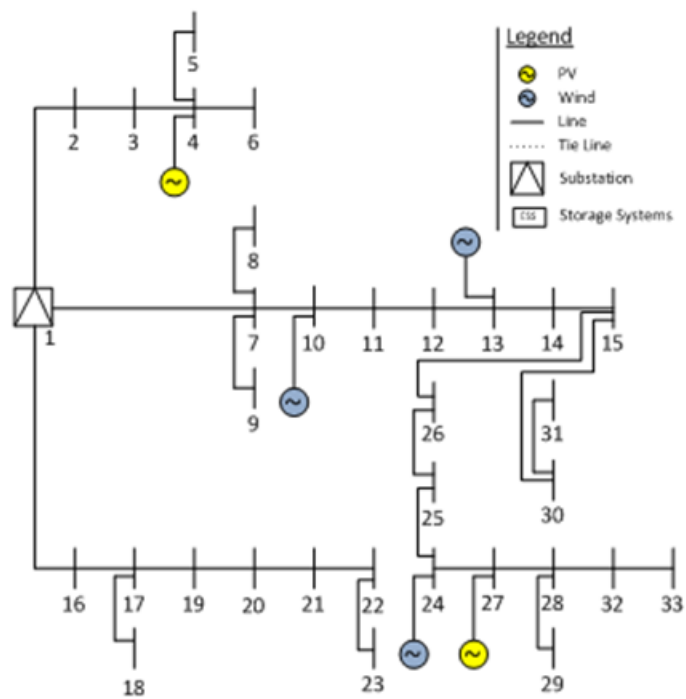 Legend
PV
Wind
Line
Tie Line
Substation
CSS Storage Systems
5
2 3 4 6
~
~
8
1 7 10 11 12 13 14 15
~
9
26 31
25 30
16 17 19 20 21 22 24 27 28 32 33
~ ~
18 23 29